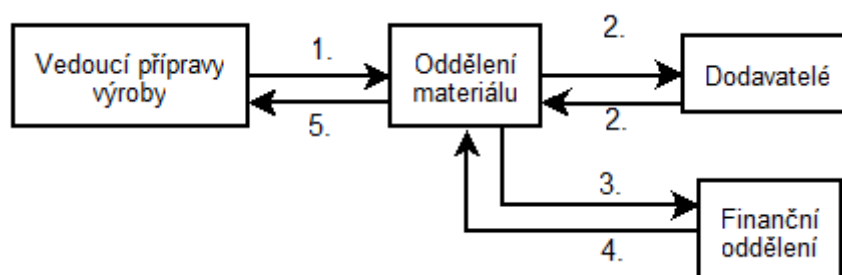 Vedoucí přípravy
výroby
1.
5.
Oddělení
materiálu
2.
2.
Dodavatelé
3.
4.
Finanční
oddělení